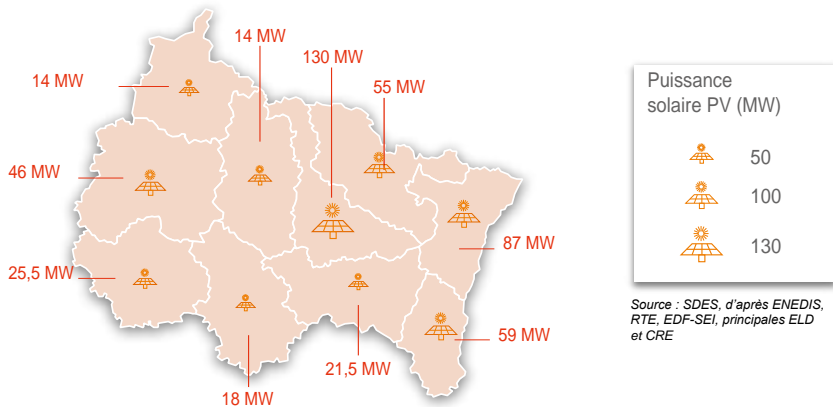 14 MW
130 MW
14 MW
55 MW
46 MW
87 MW
25,5 MW
59 MW
21,5 MW
18 MW
Puissance
solaire PV (MW)
50
100
130
Source : SDES, d'après ENEDIS,
RTE, EDF-SEI, principales ELD
et CRE